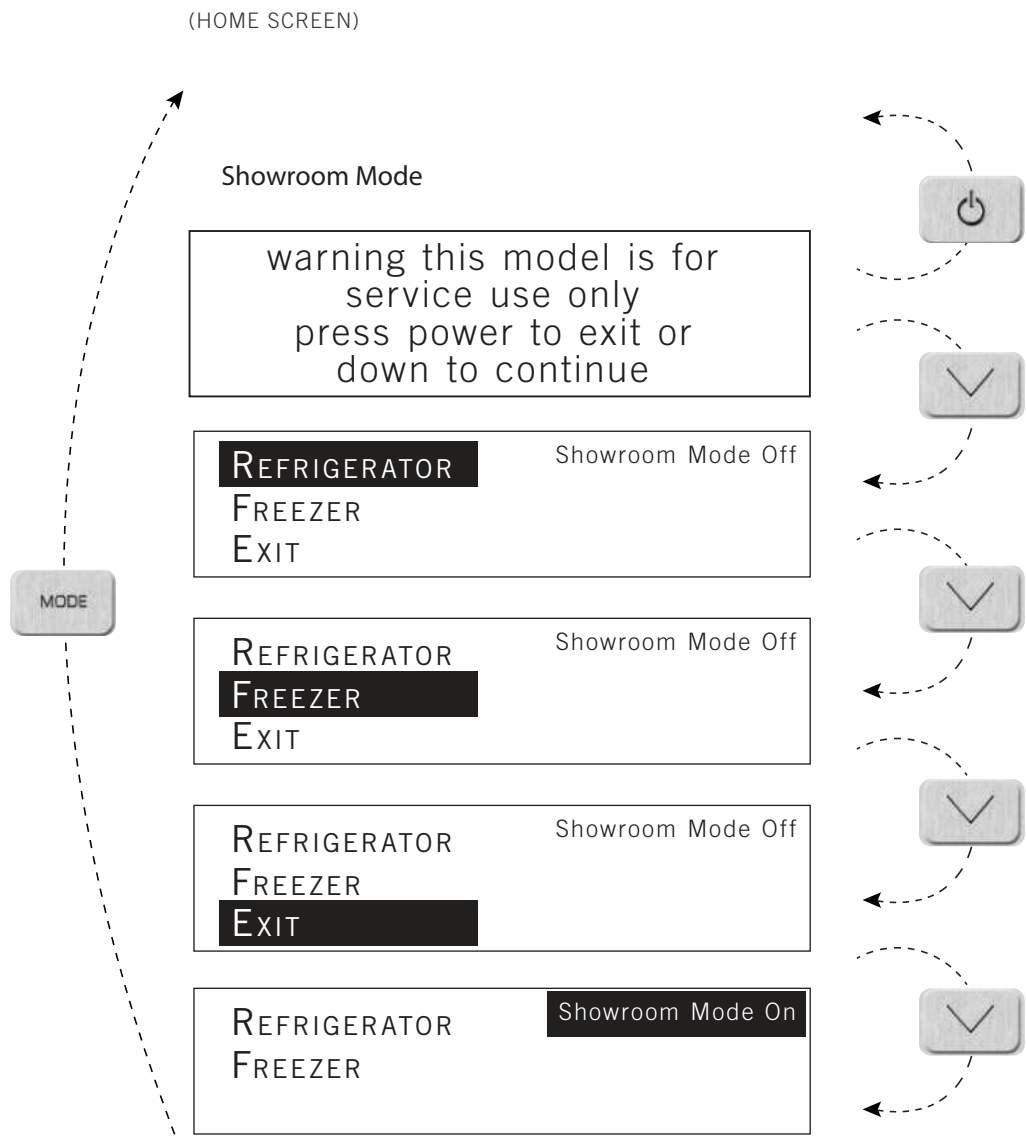 (HOME SCREEN)
Showroom Mode
warning this model is for
service use only
press power to exit or
down to continue
REFRIGERATOR Showroom Mode Off
FREEZER
EXIT
MODE
REFRIGERATOR Showroom Mode Off
FREEZER
EXIT
REFRIGERATOR Showroom Mode Off
FREEZER
EXIT
REFRIGERATOR Showroom Mode On
FREEZER